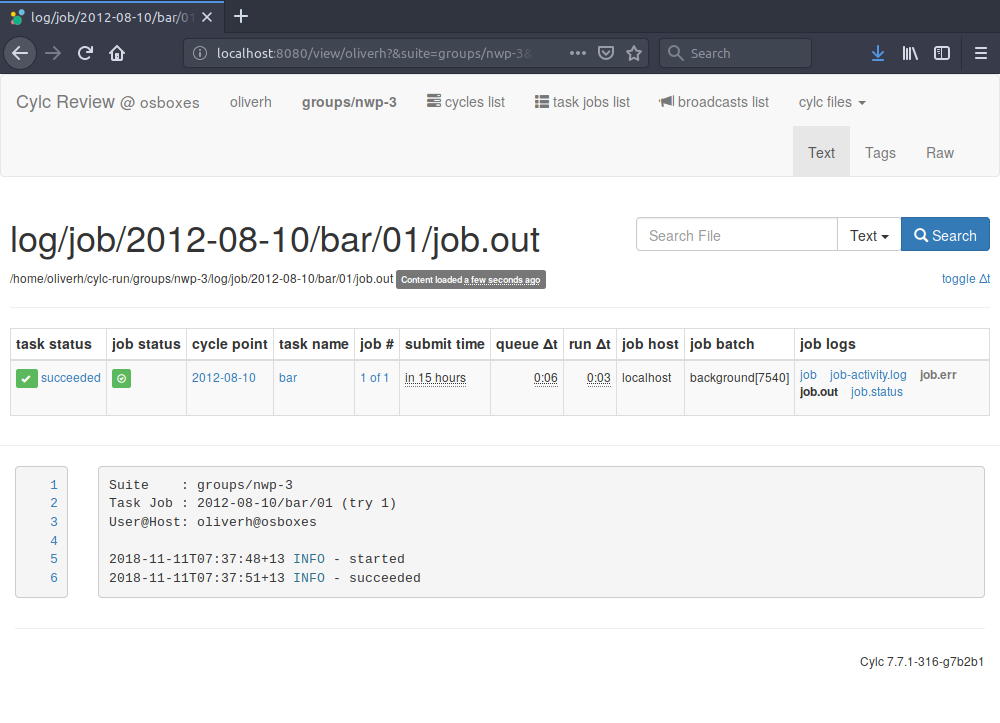 log/job/2012-08-10/bar/01
localhost:8080/view/oliverh?&suite=groups/nwp-3&
Search
Cylc Review @ osboxes
oliverh
groups/nwp-3
cycles list
task jobs list
broadcasts list
cylc files
Text
Tags
Raw
log/job/2012-08-10/bar/01/job.out
Search File
Text
Search
/home/oliverh/cylc-run/groups/nwp-3/log/job/2012-08-10/bar/01/job.out Content loaded a few seconds ago
toggle Δt
task status job status cycle point task name job # submit time queue Δt run Δt job host job batch job logs
succeeded 2012-08-10 bar 1 of 1 in 15 hours 0:06 0:03 localhost background[7540] job job-activity.log job.err
job.out job.status
1 Suite    : groups/nwp-3
2 Task Job : 2012-08-10/bar/01 (try 1)
3 User@Host: oliverh@osboxes
4
5 2018-11-11T07:37:48+13 INFO - started
6 2018-11-11T07:37:51+13 INFO - succeeded
Cylc 7.7.1-316-g7b2b1